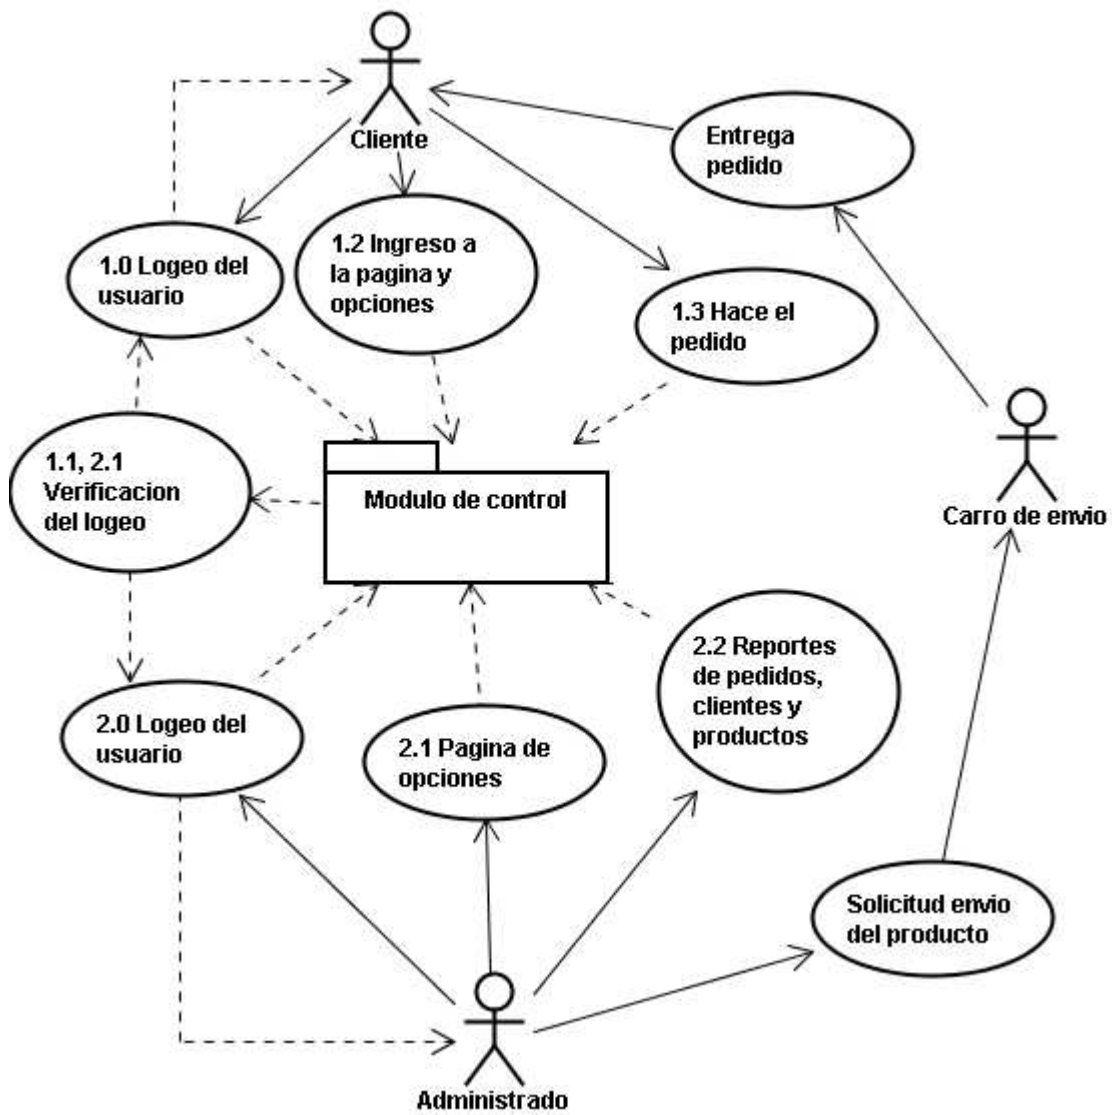 Cliente
Entrega
pedido
1.0 Logeo del
usuario
1.2 Ingreso a
la pagina y
opciones
1.3 Hace el
pedido
1.1, 2.1
Verificacion
del logeo
Modulo de control
Carro de envio
2.0 Logeo del
usuario
2.1 Pagina de
opciones
2.2 Reportes
de pedidos,
clientes y
productos
Solicitud envio
del producto
Administrado